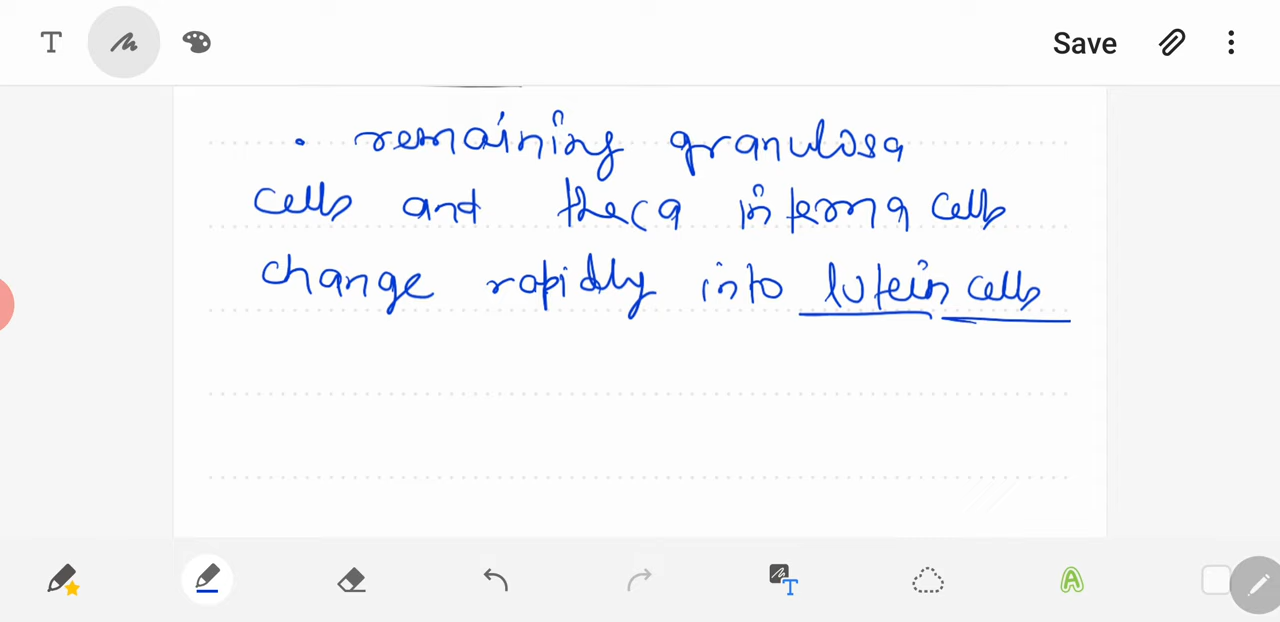 T Save
• remaining granulosa
cells and theca interna cells
change rapidly into lutein cells
T
A